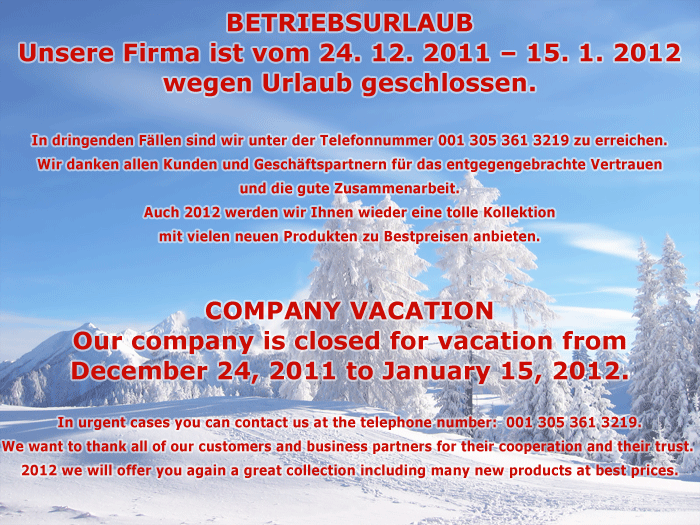 BETRIEBSURLAUB
Unsere Firma ist vom 24. 12. 2011 – 15. 1. 2012
wegen Urlaub geschlossen.
In dringenden Fällen sind wir unter der Telefonnummer 001 305 361 3219 zu erreichen.
Wir danken allen Kunden und Geschäftspartnern für das entgegengebrachte Vertrauen
und die gute Zusammenarbeit.
Auch 2012 werden wir Ihnen wieder eine tolle Kollektion
mit vielen neuen Produkten zu Bestpreisen anbieten.
COMPANY VACATION
Our company is closed for vacation from
December 24, 2011 to January 15, 2012.
In urgent cases you can contact us at the telephone number: 001 305 361 3219.
We want to thank all of our customers and business partners for their cooperation and their trust.
2012 we will offer you again a great collection including many new products at best prices.